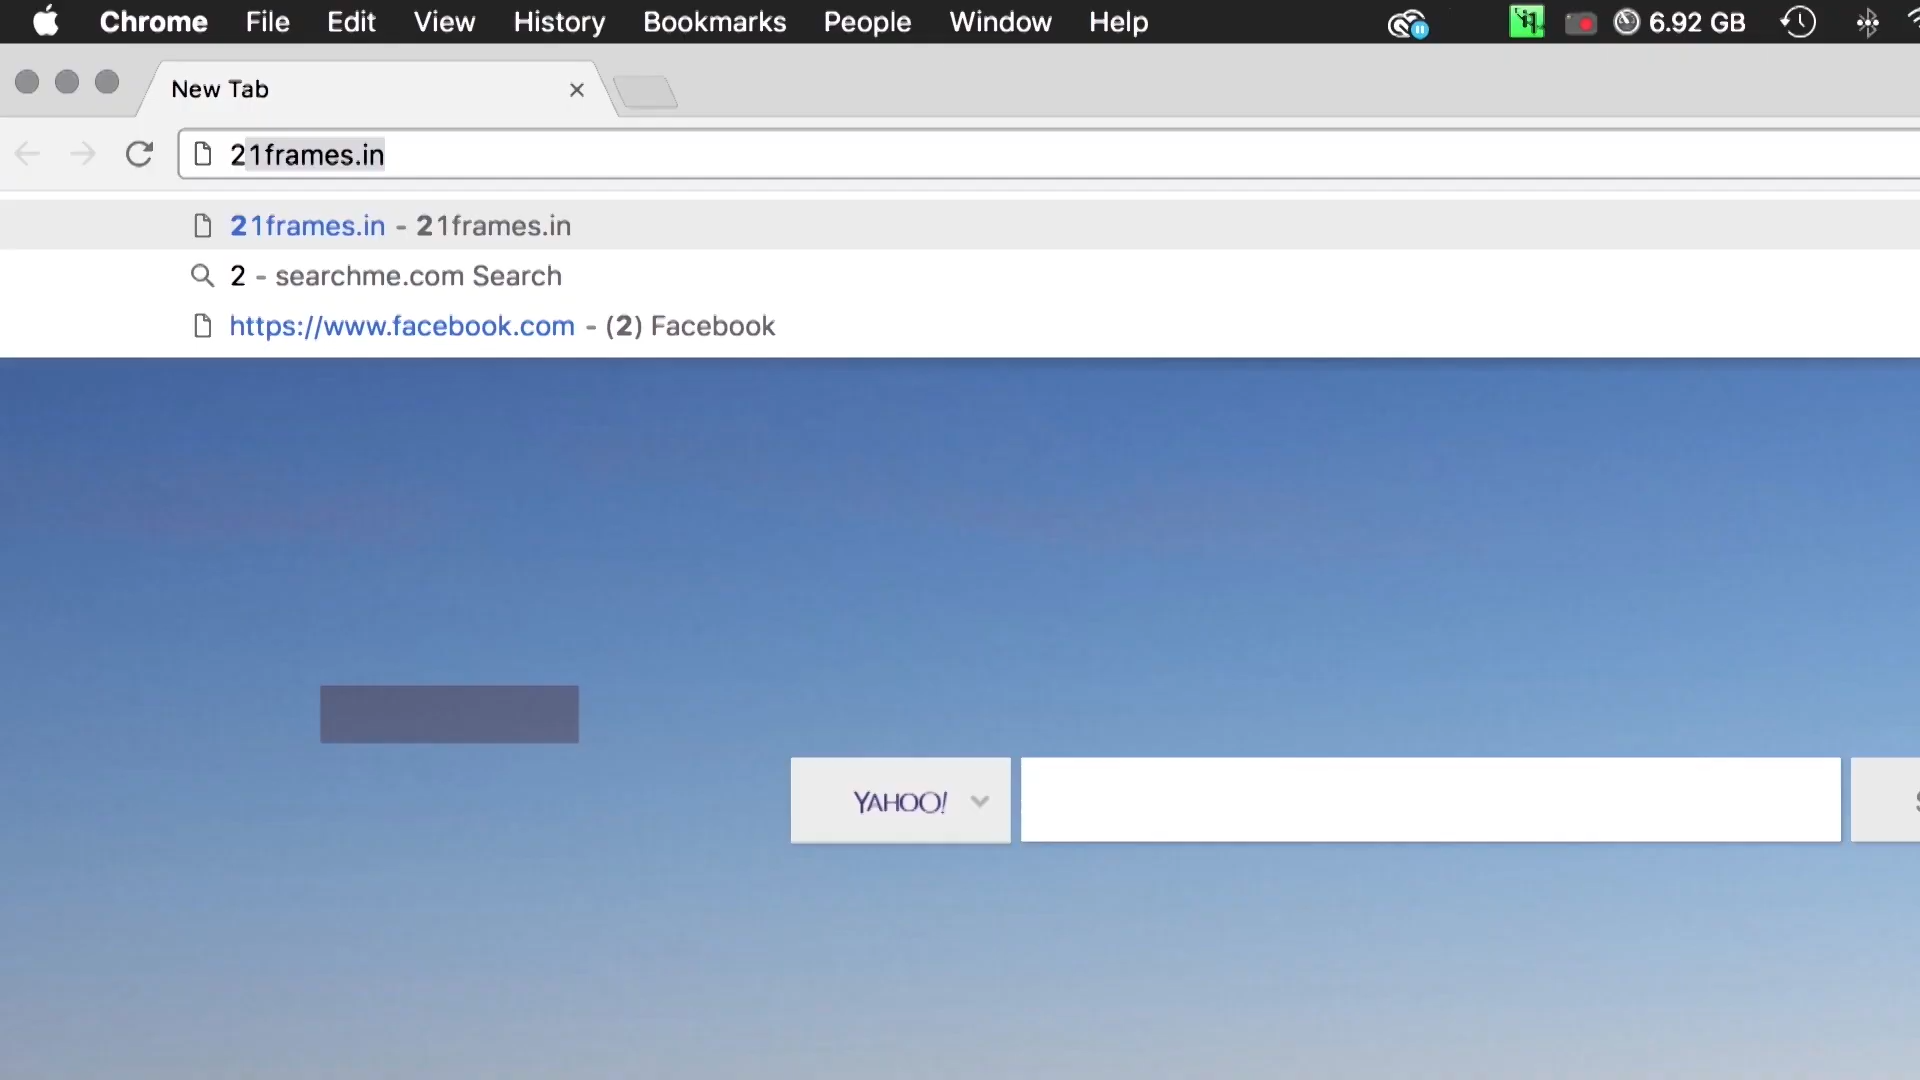 Chrome File Edit View History Bookmarks People Window Help 6.92 GB
New Tab
21frames.in
21frames.in - 21frames.in
2 - searchme.com Search
https://www.facebook.com - (2) Facebook
YAHOO!